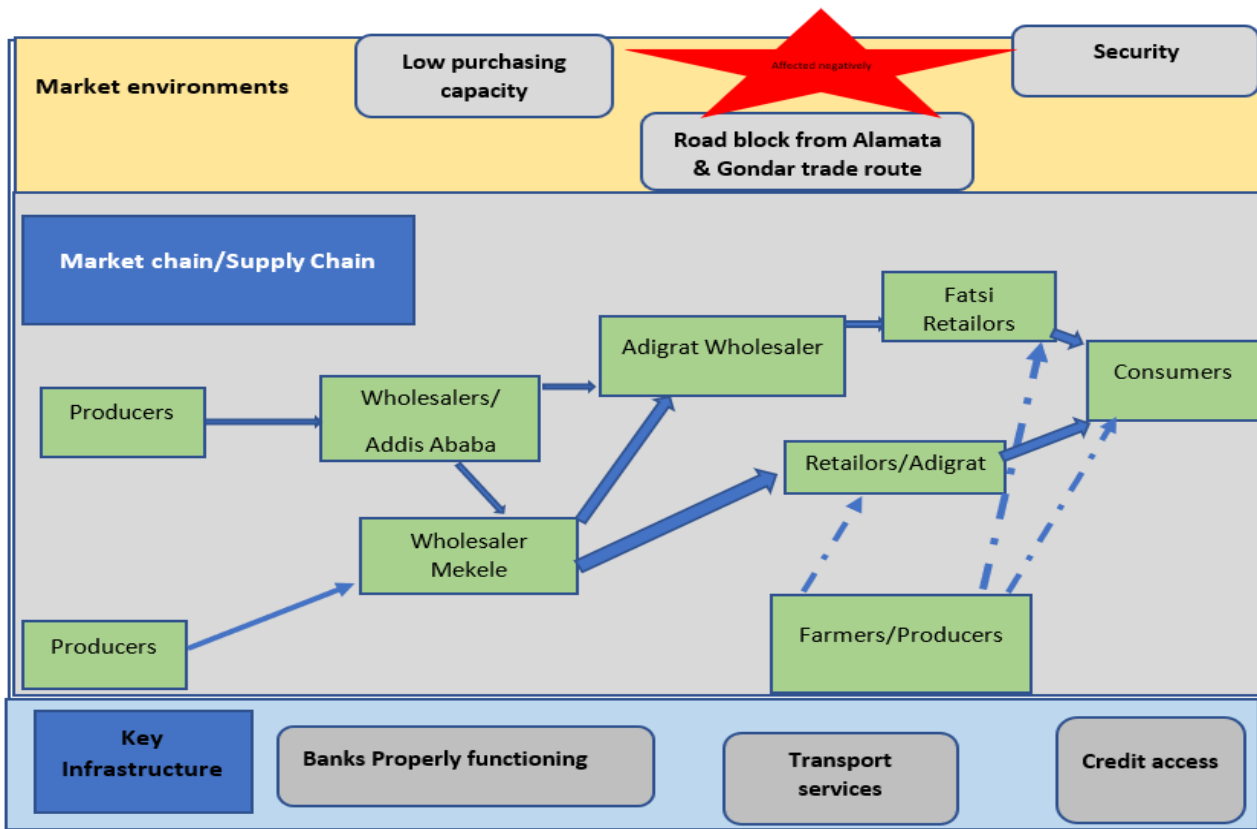 Market environments
Low purchasing
capacity
Affected negatively
Security
Road block from Alamata
& Gondar trade route
Market chain/Supply Chain
Fatsi
Retailors
Adigrat Wholesaler
Consumers
Producers
Wholesalers/
Addis Ababa
Retailors/Adigrat
Wholesaler
Mekele
Producers
Farmers/Producers
Key
Infrastructure
Banks Properly functioning
Transport
services
Credit access